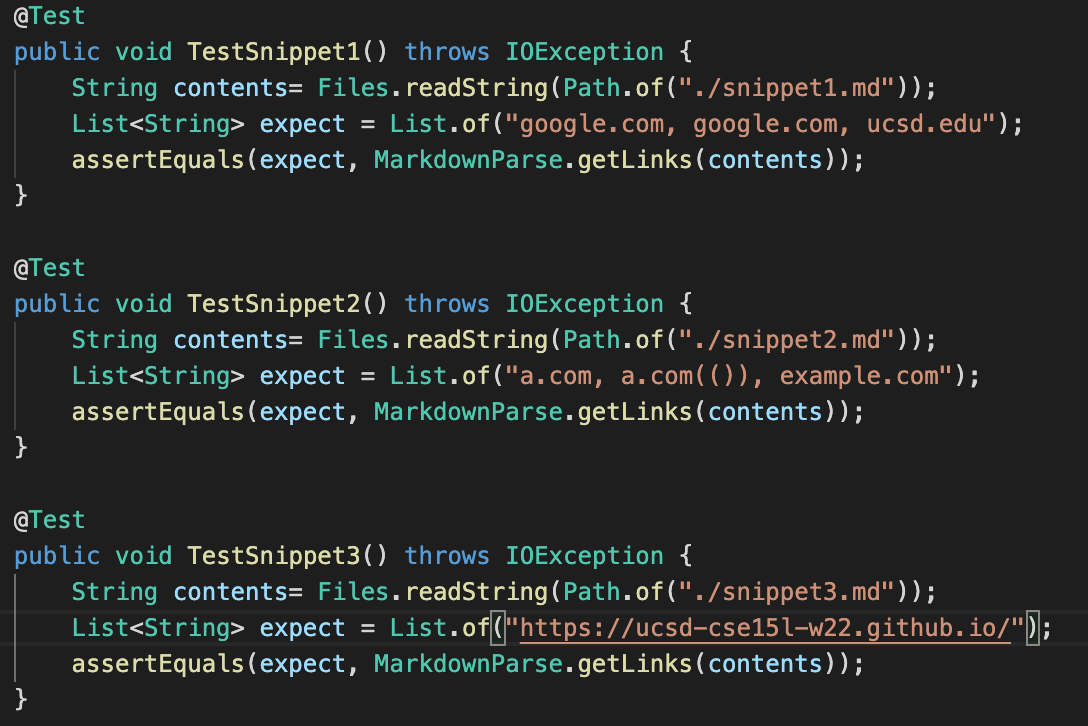 @Test
public void TestSnippet1() throws IOException {
    String contents= Files.readString(Path.of("./snippet1.md"));
    List<String> expect = List.of("google.com, google.com, ucsd.edu");
    assertEquals(expect, MarkdownParse.getLinks(contents));
}

@Test
public void TestSnippet2() throws IOException {
    String contents= Files.readString(Path.of("./snippet2.md"));
    List<String> expect = List.of("a.com, a.com(()), example.com");
    assertEquals(expect, MarkdownParse.getLinks(contents));
}

@Test
public void TestSnippet3() throws IOException {
    String contents= Files.readString(Path.of("./snippet3.md"));
    List<String> expect = List.of("https://ucsd-cse15l-w22.github.io/");
    assertEquals(expect, MarkdownParse.getLinks(contents));
}